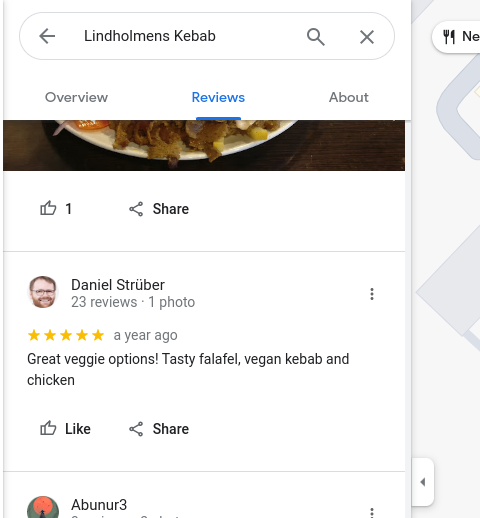 Lindholmens Kebab
Ne
Overview Reviews About
1 Share
Daniel Strüber
23 reviews · 1 photo
a year ago
Great veggie options! Tasty falafel, vegan kebab and
chicken
Like Share
Abunur3